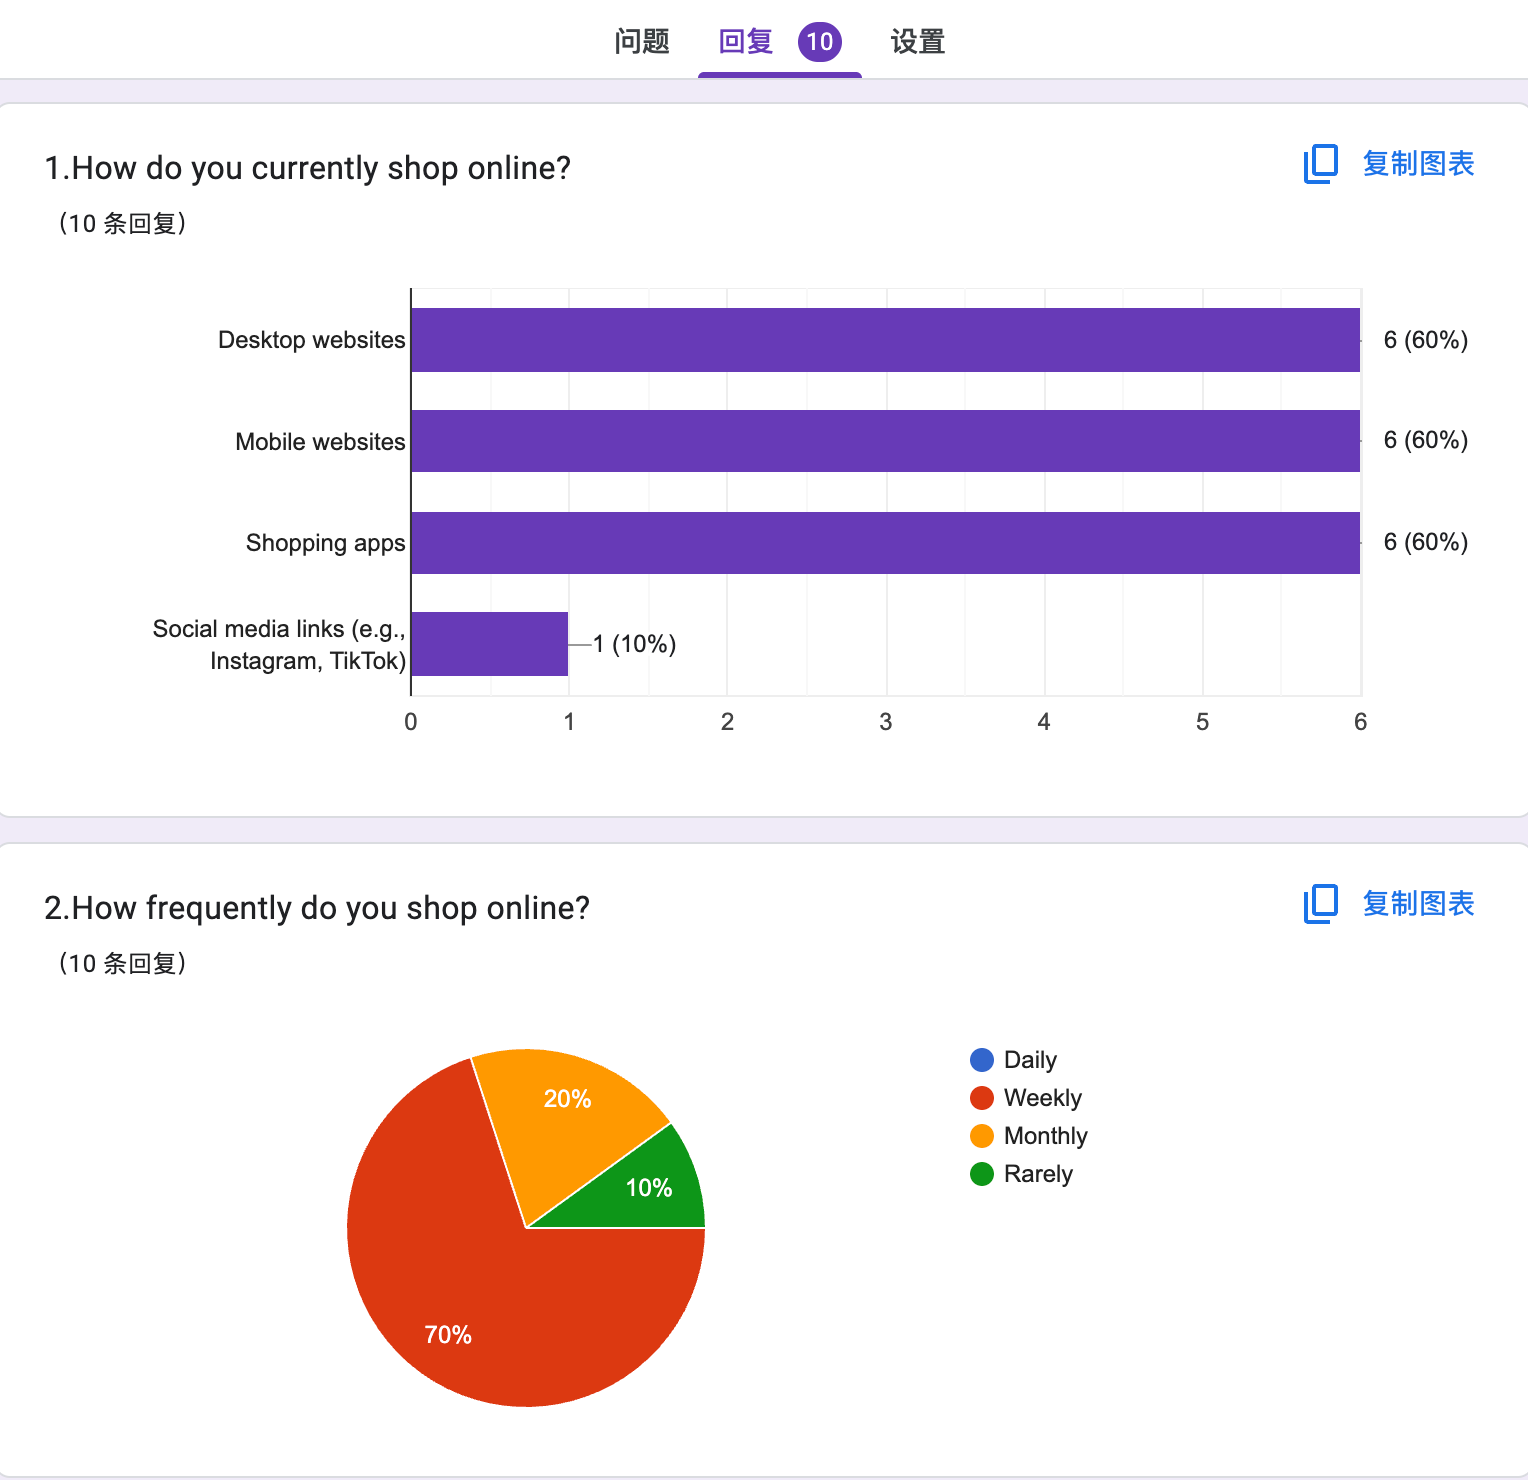 问题 回复 10 设置
1.How do you currently shop online?
复制图表
（10 条回复）
Desktop websites 6 (60%)
Mobile websites 6 (60%)
Shopping apps 6 (60%)
Social media links (e.g.,
Instagram, TikTok) 1 (10%)
0 1 2 3 4 5 6
2.How frequently do you shop online?
复制图表
（10 条回复）
Daily
Weekly
Monthly
Rarely
20%
10%
70%